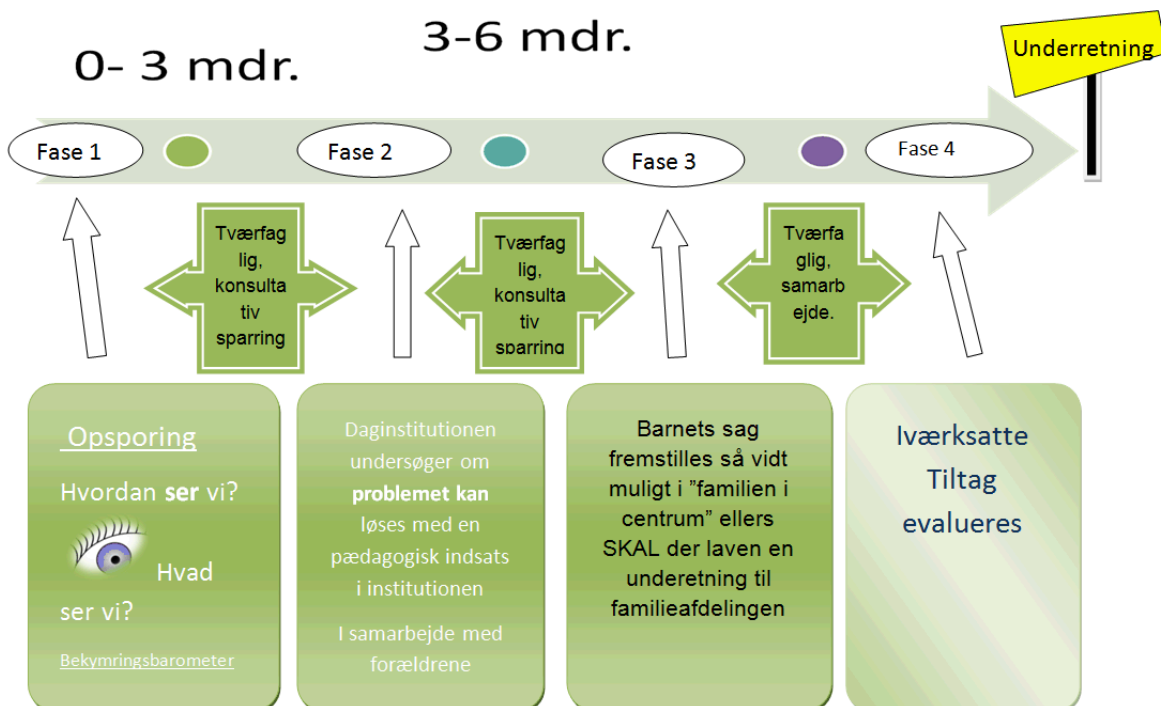 0- 3 mdr.
3-6 mdr.
Underretning
Fase 1
Fase 2
Fase 3
Fase 4
Tværfag
lig,
konsulta
tiv
sparring
Tværfag
lig,
konsulta
tiv
sparring
Tværfa
glig,
samarb
ejde.
Opsporing
Hvordan ser vi?
Hvad
ser vi?
Bekymringsbarometer
Daginstitutionen
undersøger om
problemet kan
løses med en
pædagogisk indsats
i institutionen
I samarbejde med
forældrene
Barnets sag
fremstilles så vidt
muligt i ”familien i
centrum” ellers
SKAL der laven en
underetning til
familieafdelingen
Iværksatte
Tiltag
evalueres